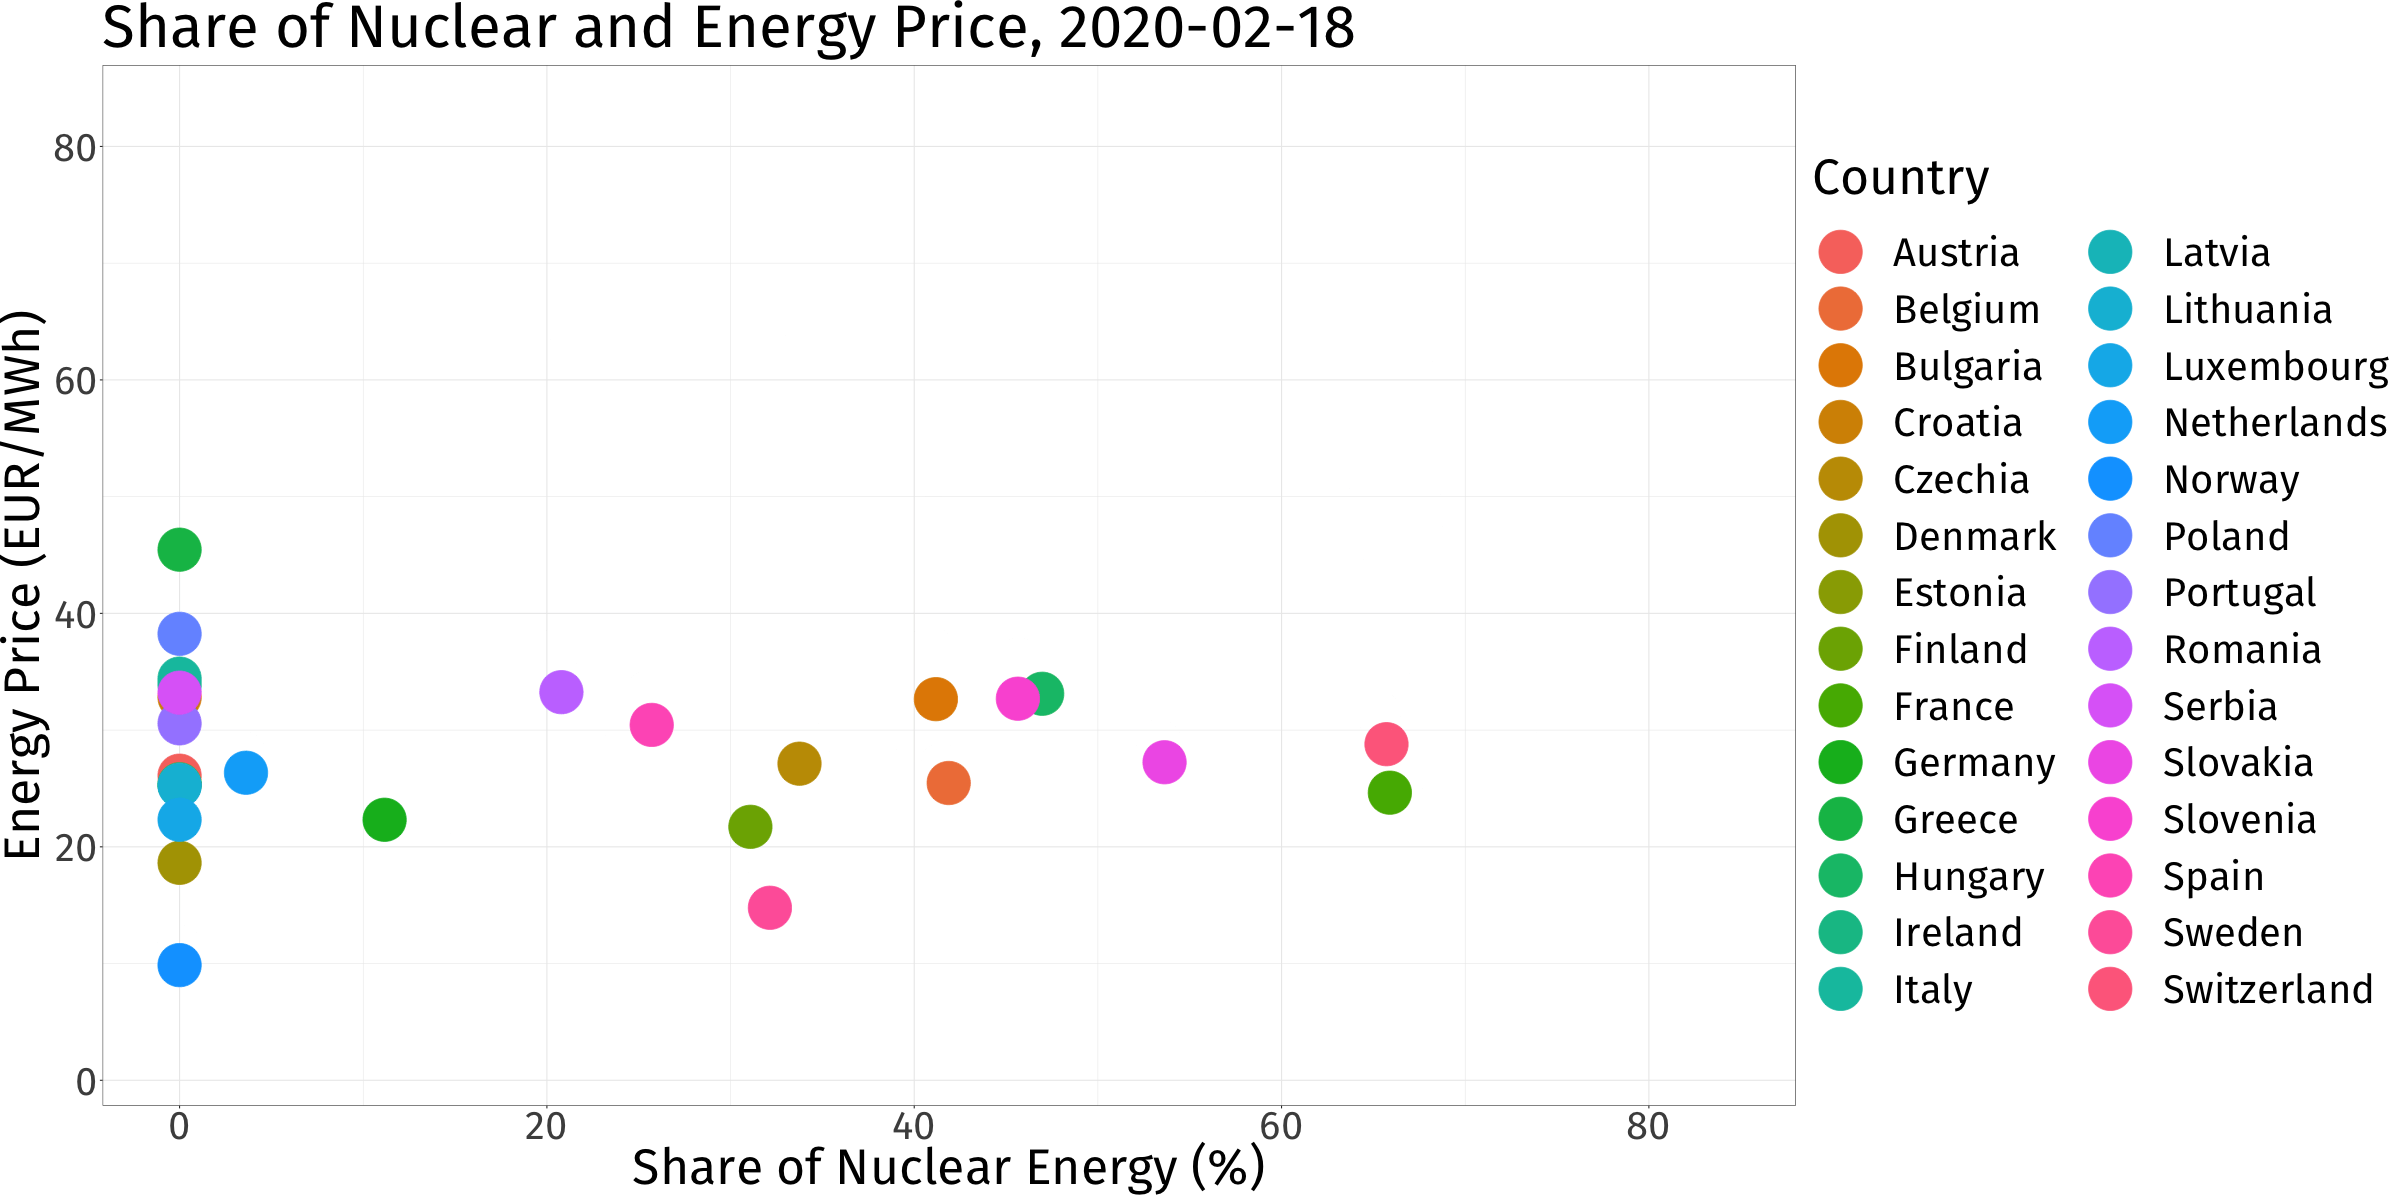 Share of Nuclear and Energy Price, 2020-02-18
Energy Price (EUR/MWh)
80
60
40
20
0
0 20 40 60 80
Share of Nuclear Energy (%)
Country
Austria
Belgium
Bulgaria
Croatia
Czechia
Denmark
Estonia
Finland
France
Germany
Greece
Hungary
Ireland
Italy
Latvia
Lithuania
Luxembourg
Netherlands
Norway
Poland
Portugal
Romania
Serbia
Slovakia
Slovenia
Spain
Sweden
Switzerland